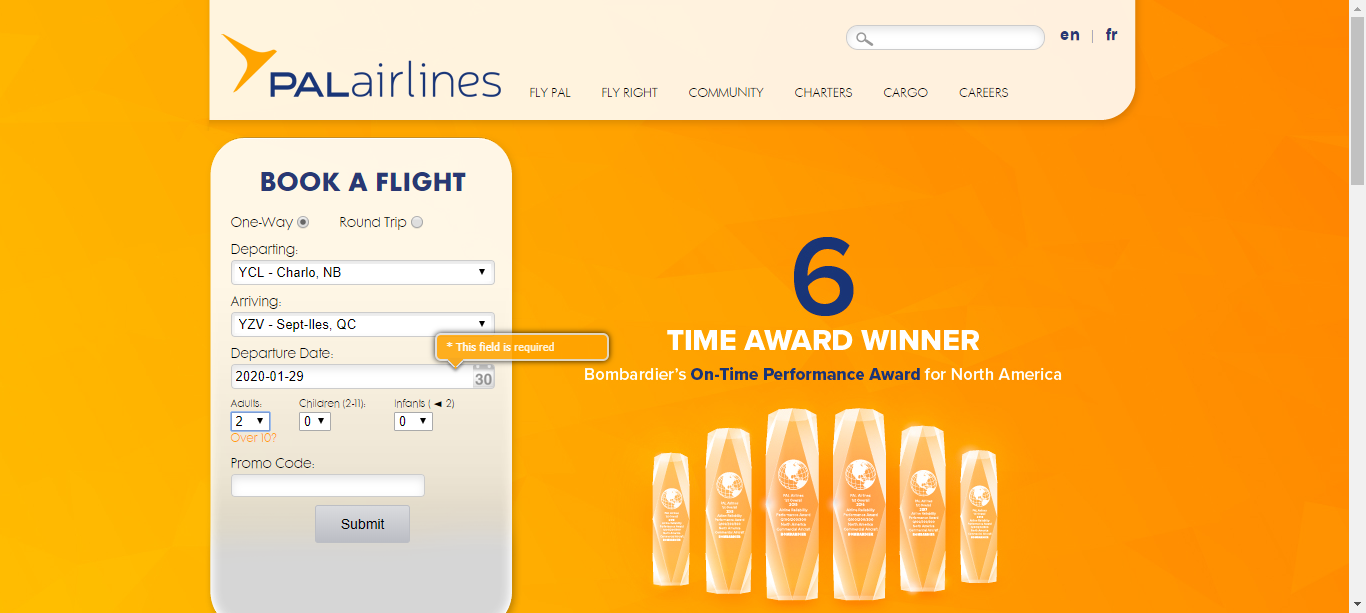 en | fr
PALairlines
FLY PAL FLY RIGHT COMMUNITY CHARTERS CARGO CAREERS
BOOK A FLIGHT
One-Way Round Trip
Departing:
YCL - Charlo, NB
Arriving:
YZV - Sept-Iles, QC
* This field is required
Departure Date:
2020-01-29
30
Adults: Children (2-11): Infants ( ◄ 2)
2 0 0
Over 10?
Promo Code:
Submit
6
TIME AWARD WINNER
Bombardier's On-Time Performance Award for North America